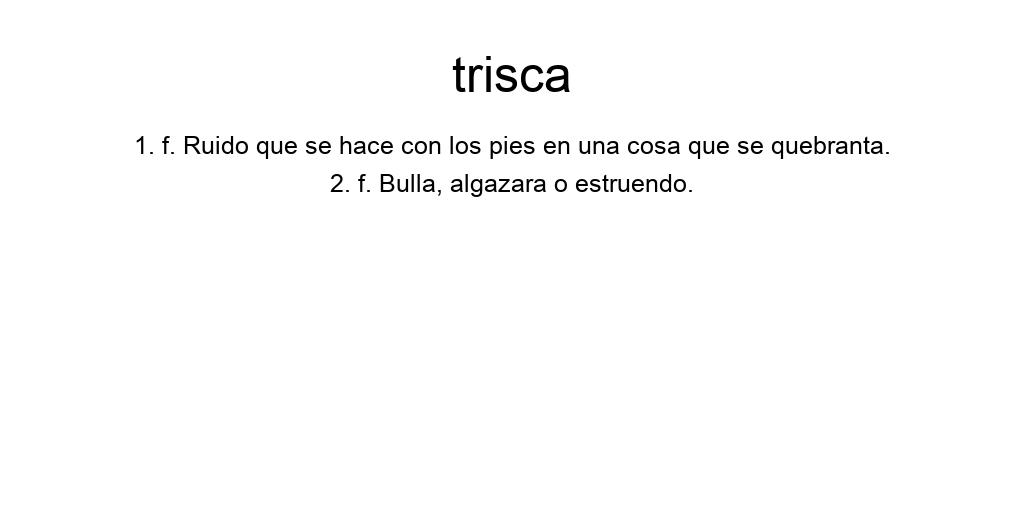 trisca
1. f. Ruido que se hace con los pies en una cosa que se quebranta.
2. f. Bulla, algazara o estruendo.